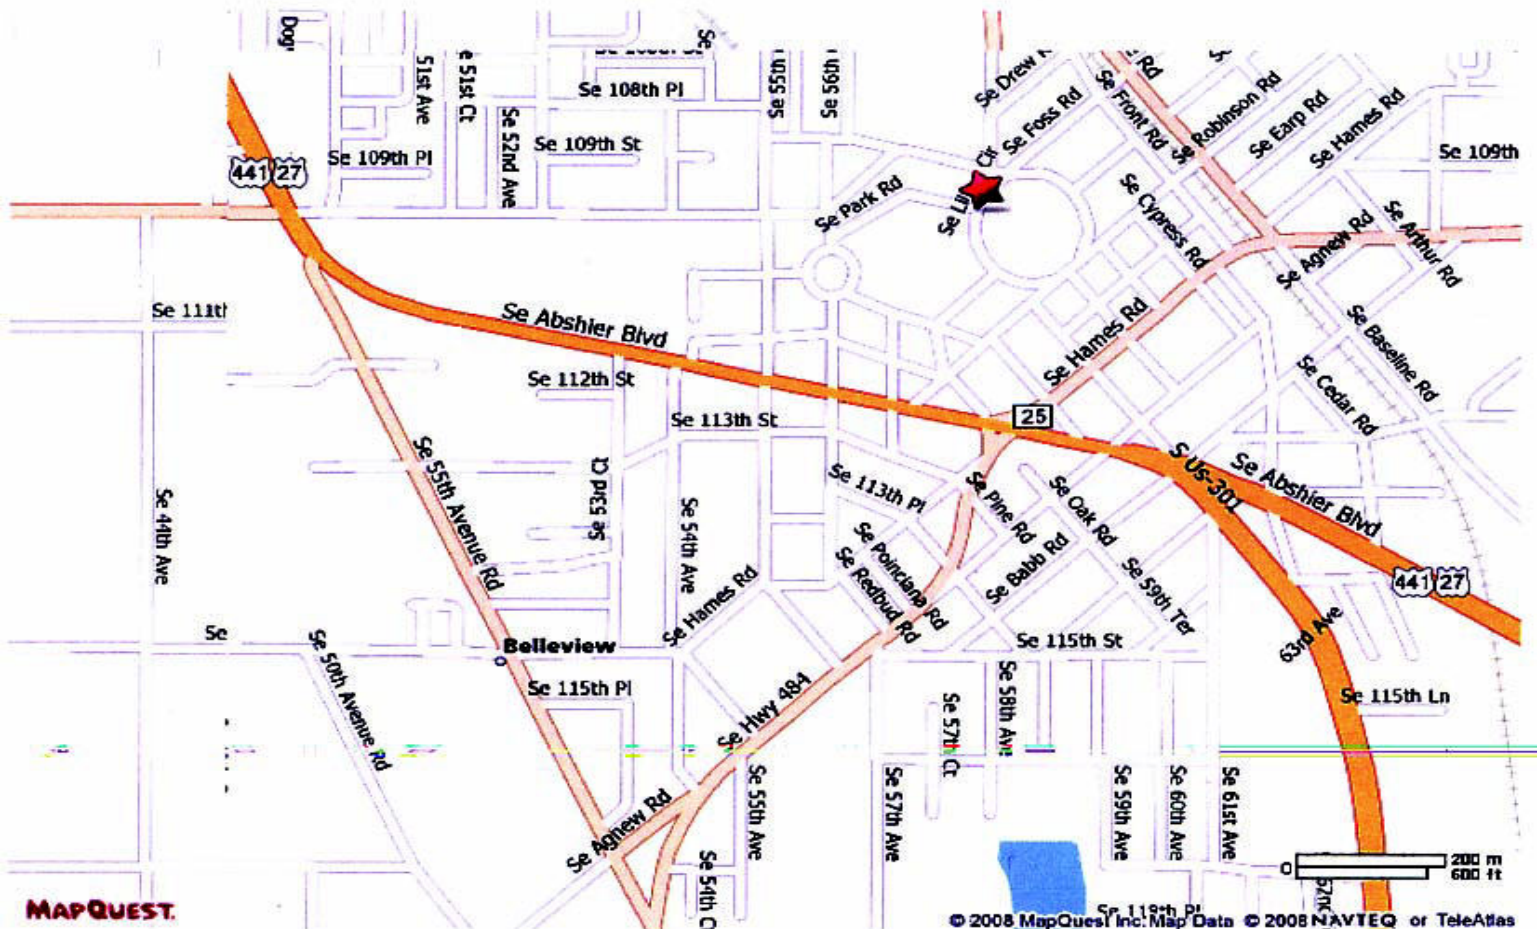 51st Ave
Se 52nd Ave
Se 108th Pl
Se 109th St
Se 109th Pl
Se 55th
Se 56th
Se Drew
Se Foss Rd
Cir
Se Front Rd
Rd
Se
Robinson Rd
Se Earp Rd
Se Hames Rd
Se 109th
441
27
Se Park Rd
Se Cypress Rd
Se Agnew Rd
Se Arthur Rd
Se 111th
Se Abshier Blvd
Se Hames Rd
Se Baseline Rd
Se 112th St
Se Cedar Rd
Se 113th St
25
Se 55th Avenue Rd
Se 53rd Ct
Se 44th Ave
Se 54th Ave
Se 113th Pl
Se Pine Rd
Se Oak Rd
S Us-301
Se Abshier Blvd
Se Poinciana Rd
Se Redbud Rd
Se Babb Rd
Se 59th Ter
441
27
Se Hames Rd
Se
Se 50th Avenue Rd
Belleview
Se 115th St
63rd Ave
Se 115th Pl
Se 115th Ln
Se Hwy 484
Se 57th Ct
Se 58th Ave
Se 55th Ave
Se 57th Ave
Se 59th Ave
Se 60th Ave
Se 61st Ave
Se Agnew Rd
Se 54th Ct
0
200 m
600 ft
MAPQUEST.
© 2008 MapQuest Inc. Map Data © 2008 NAVTEQ or TeleAtlas